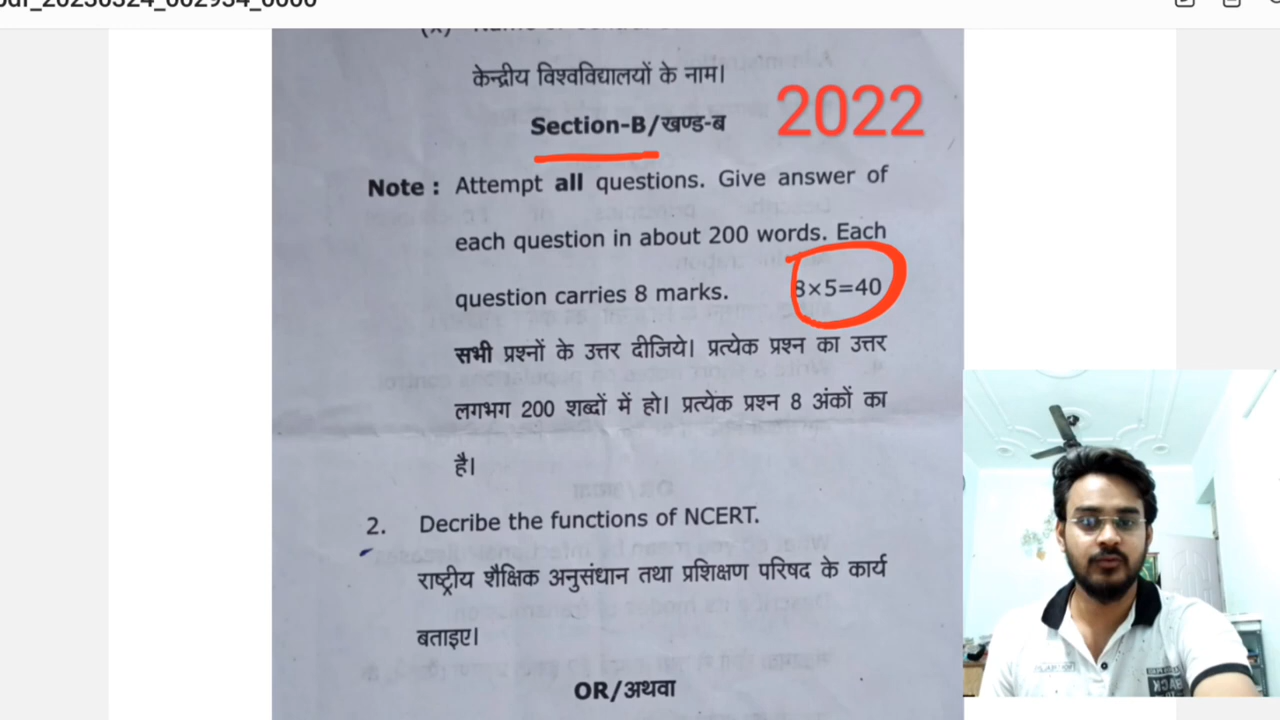 केन्द्रीय विश्वविद्यालयों के नाम।
Section-B/खण्ड-ब
2022
Note : Attempt all questions. Give answer of
each question in about 200 words. Each
question carries 8 marks. 8×5=40
सभी प्रश्नों के उत्तर दीजिये। प्रत्येक प्रश्न का उत्तर
लगभग 200 शब्दों में हो। प्रत्येक प्रश्न 8 अंकों का
है।
2. Decribe the functions of NCERT.
राष्ट्रीय शैक्षिक अनुसंधान तथा प्रशिक्षण परिषद के कार्य
बताइए।
OR/अथवा